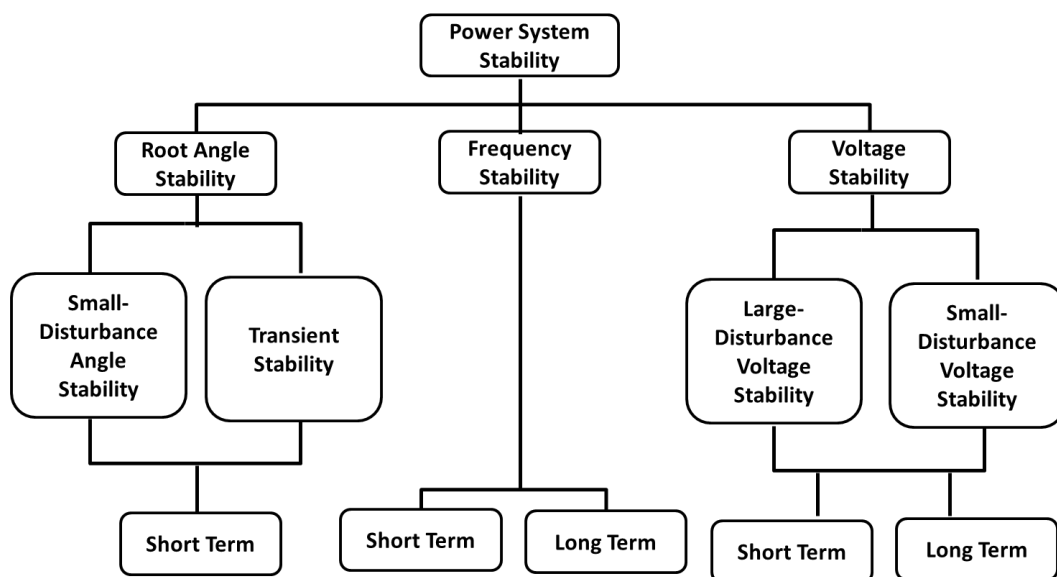 Power System
Stability
Root Angle
Stability
Frequency
Stability
Voltage
Stability
Small-
Disturbance
Angle
Stability
Transient
Stability
Large-
Disturbance
Voltage
Stability
Small-
Disturbance
Voltage
Stability
Short Term
Short Term
Long Term
Short Term
Long Term